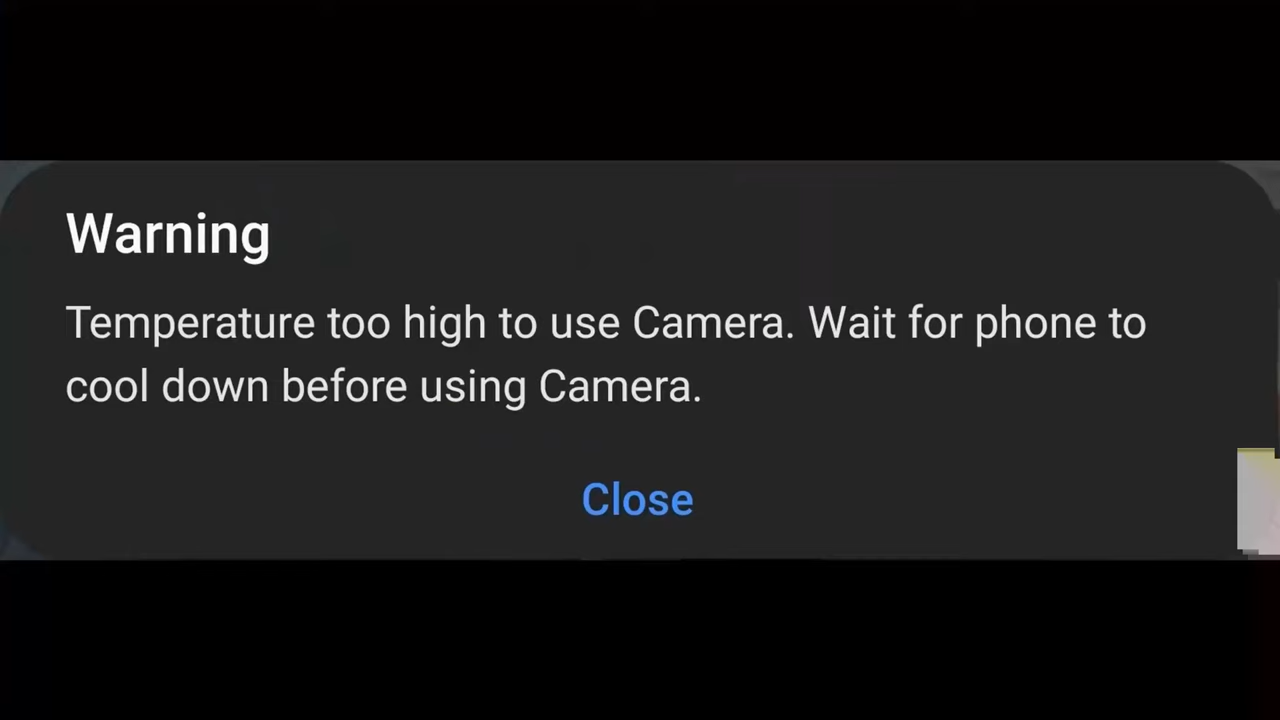 Warning
Temperature too high to use Camera. Wait for phone to
cool down before using Camera.
Close